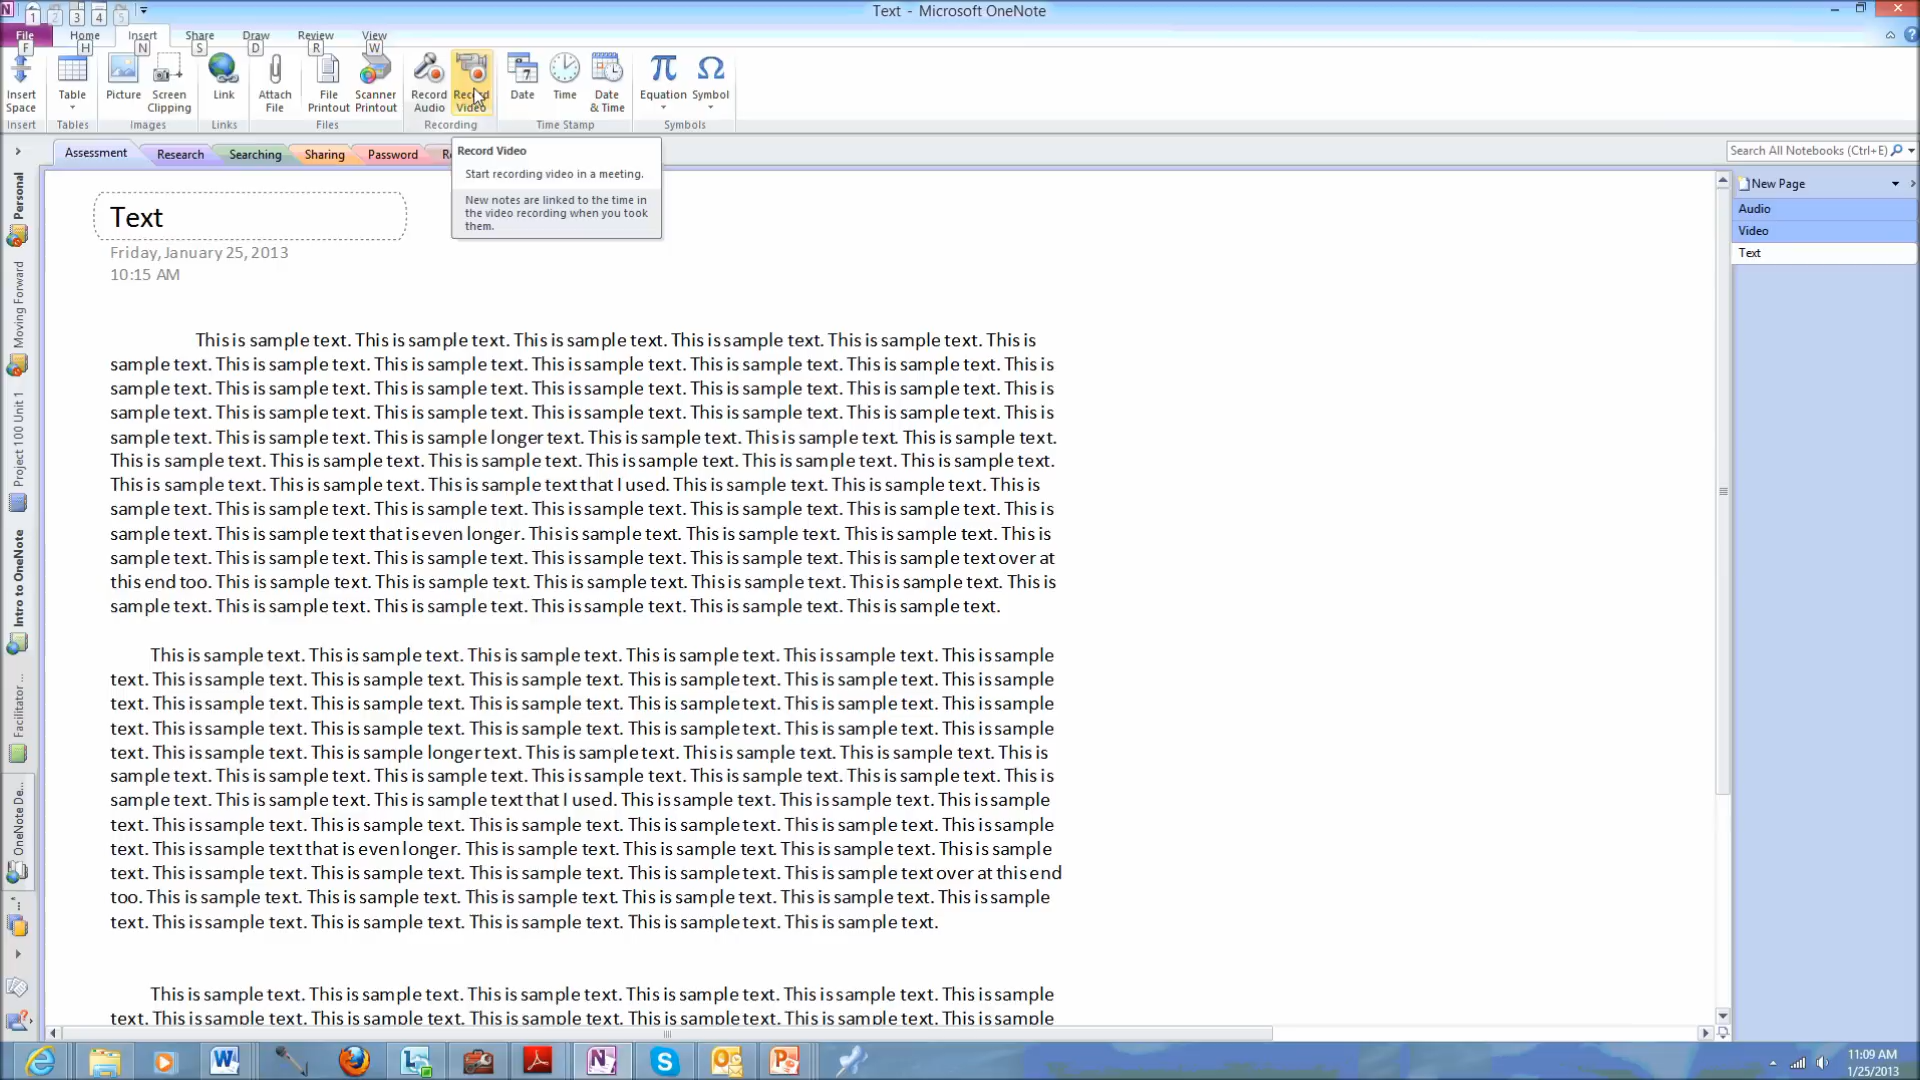 1 2 3 4 5
Text - Microsoft OneNote
File Home Insert Share Draw Review View
F H N S D R W
Insert Space
Table
Picture
Screen Clipping
Link
Attach File
File Printout
Scanner Printout
Record Audio
Record Video
Date
7
Time
Date & Time
7
π
Equation
Ω
Symbol
Insert Tables Images Links Files Recording Time Stamp Symbols
Assessment Research Searching Sharing Password
Search All Notebooks (Ctrl+E)
Record Video
Start recording video in a meeting.
New notes are linked to the time in
the video recording when you took
them.
New Page
Audio
Video
Text
Personal
Moving Forward
Project 100 Unit 1
Intro to OneNote
Facilitator ...
OneNote De...
Text
Friday, January 25, 2013
10:15 AM
This is sample text. This is sample text. This is sample text. This is sample text. This is sample text. This is
sample text. This is sample text. This is sample text. This is sample text. This is sample text. This is sample text. This is
sample text. This is sample text. This is sample text. This is sample text. This is sample text. This is sample text. This is
sample text. This is sample text. This is sample text. This is sample text. This is sample text. This is sample text. This is
sample text. This is sample text. This is sample longer text. This is sample text. This is sample text. This is sample text.
This is sample text. This is sample text. This is sample text. This is sample text. This is sample text. This is sample text.
This is sample text. This is sample text. This is sample text that I used. This is sample text. This is sample text. This is
sample text. This is sample text. This is sample text. This is sample text. This is sample text. This is sample text. This is
sample text. This is sample text that is even longer. This is sample text. This is sample text. This is sample text. This is
sample text. This is sample text. This is sample text. This is sample text. This is sample text. This is sample text over at
this end too. This is sample text. This is sample text. This is sample text. This is sample text. This is sample text. This is
sample text. This is sample text. This is sample text. This is sample text. This is sample text. This is sample text.
This is sample text. This is sample text. This is sample text. This is sample text. This is sample text. This is sample
text. This is sample text. This is sample text. This is sample text. This is sample text. This is sample text. This is sample
text. This is sample text. This is sample text. This is sample text. This is sample text. This is sample text. This is sample
text. This is sample text. This is sample text. This is sample text. This is sample text. This is sample text. This is sample
text. This is sample text. This is sample longer text. This is sample text. This is sample text. This is sample text. This is
sample text. This is sample text. This is sample text. This is sample text. This is sample text. This is sample text. This is
sample text. This is sample text. This is sample text that I used. This is sample text. This is sample text. This is sample
text. This is sample text. This is sample text. This is sample text. This is sample text. This is sample text. This is sample
text. This is sample text that is even longer. This is sample text. This is sample text. This is sample text. This is sample
text. This is sample text. This is sample text. This is sample text. This is sample text. This is sample text over at this end
too. This is sample text. This is sample text. This is sample text. This is sample text. This is sample text. This is sample
text. This is sample text. This is sample text. This is sample text. This is sample text. This is sample text.
This is sample text. This is sample text. This is sample text. This is sample text. This is sample text. This is sample
text. This is sample text. This is sample text. This is sample text. This is sample text. This is sample text. This is sample
11:09 AM
1/25/2013